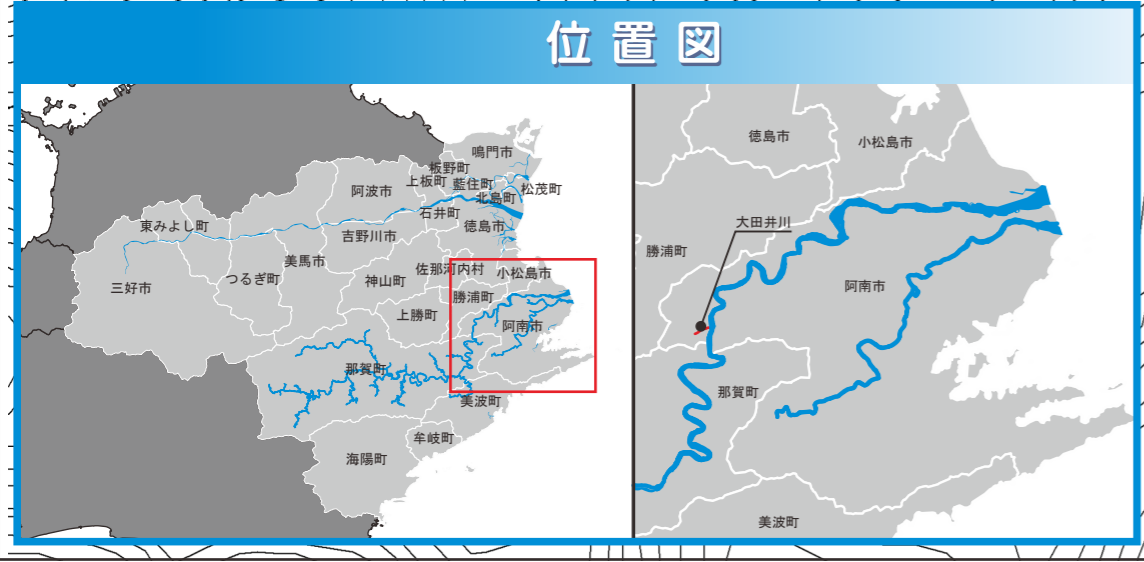 位置図
鳴門市
板野町
上板町
藍住町
松茂町
北島町
阿波市
石井町
徳島市
東みよし町
吉野川市
美馬市
つるぎ町
三好市
佐那河内村
小松島市
神山町
勝浦町
上勝町
阿南市
那賀町
美波町
牟岐町
海陽町
徳島市
小松島市
大田井川
勝浦町
阿南市
那賀町
美波町